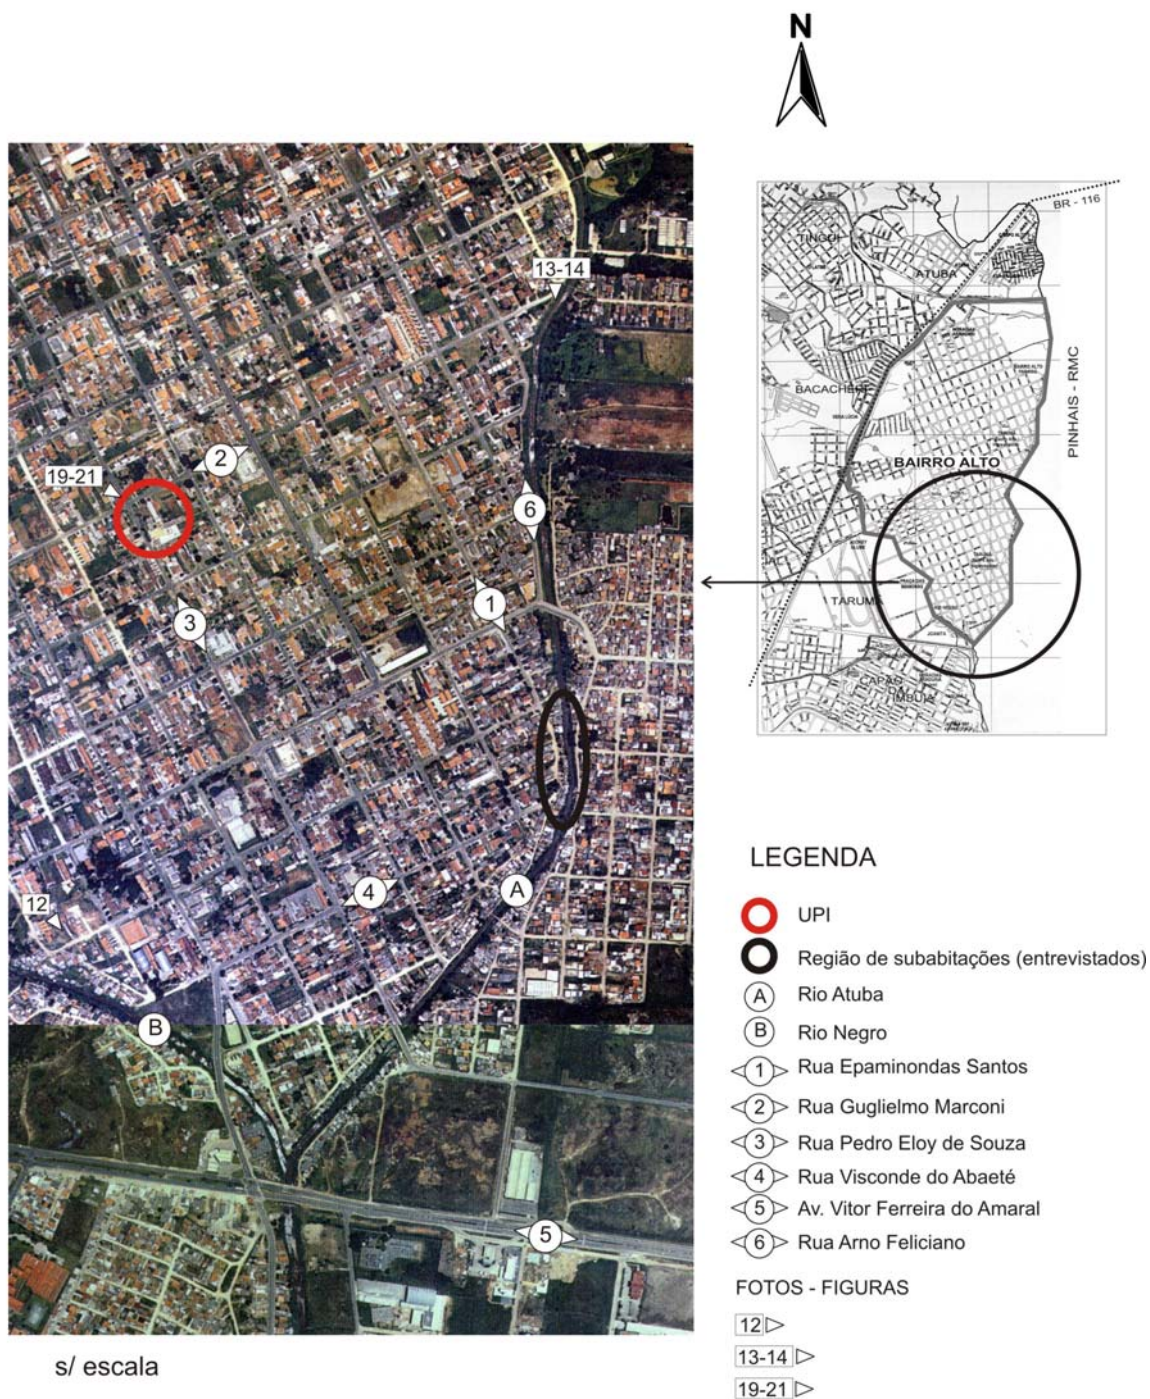 N
BR - 116
TINGUI
ATUBA
BACACHERI
PINHAIS - RMC
BAIRRO ALTO
TARUMÃ
CAPÃO
DA
IMBUIA
13-14
2
19-21
6
1
3
A
4
12
B
5
s/ escala
LEGENDA
UPI
Região de subabitações (entrevistados)
A Rio Atuba
B Rio Negro
1 Rua Epaminondas Santos
2 Rua Guglielmo Marconi
3 Rua Pedro Eloy de Souza
4 Rua Visconde do Abaeté
5 Av. Vitor Ferreira do Amaral
6 Rua Arno Feliciano
FOTOS - FIGURAS
12
13-14
19-21